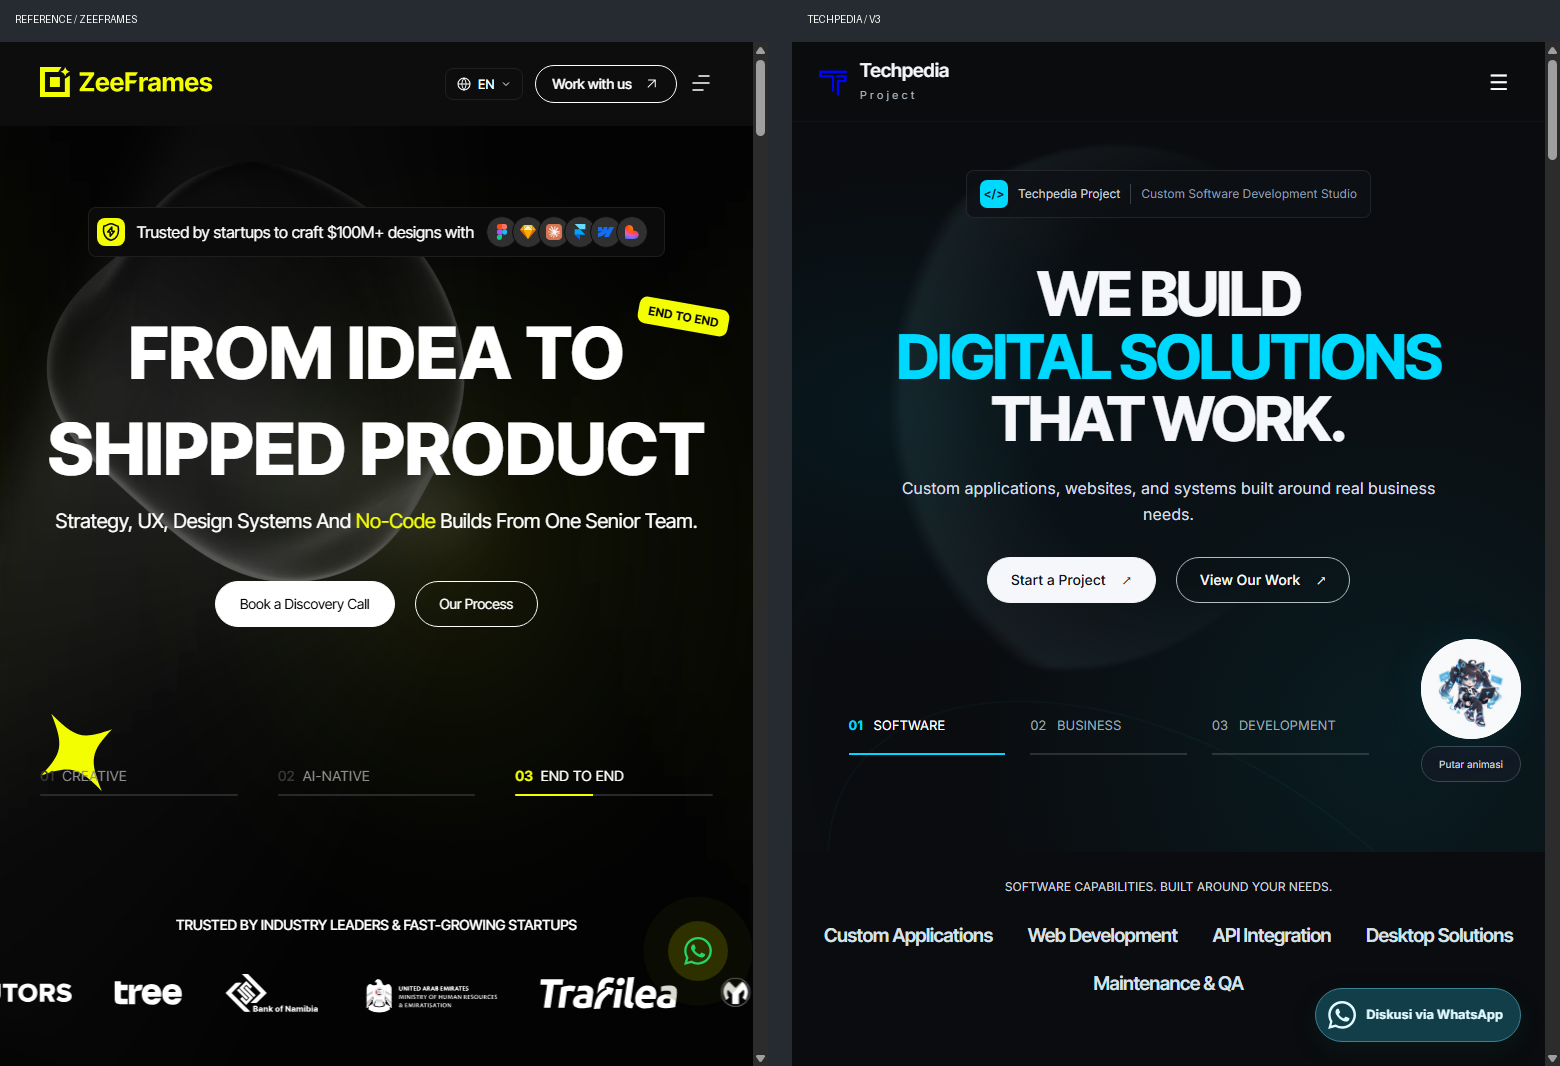 REFERENCE / ZEEFRAMES
ZeeFrames
EN
Work with us
Trusted by startups to craft $100M+ designs with
END TO END
FROM IDEA TO
SHIPPED PRODUCT
Strategy, UX, Design Systems And No-Code Builds From One Senior Team.
Book a Discovery Call
Our Process
01 CREATIVE
02 AI-NATIVE
03 END TO END
TRUSTED BY INDUSTRY LEADERS & FAST-GROWING STARTUPS
UTORS
tree
Bank of Namibia
UNITED ARAB EMIRATES
MINISTRY OF HUMAN RESOURCES
& EMIRATISATION
Trafilea
TECHPEDIA / V3
Techpedia
Project
</> Techpedia Project
Custom Software Development Studio
WE BUILD
DIGITAL SOLUTIONS
THAT WORK.
Custom applications, websites, and systems built around real business
needs.
Start a Project ↗
View Our Work ↗
01 SOFTWARE
02 BUSINESS
03 DEVELOPMENT
Putar animasi
SOFTWARE CAPABILITIES. BUILT AROUND YOUR NEEDS.
Custom Applications
Web Development
API Integration
Desktop Solutions
Maintenance & QA
Diskusi via WhatsApp